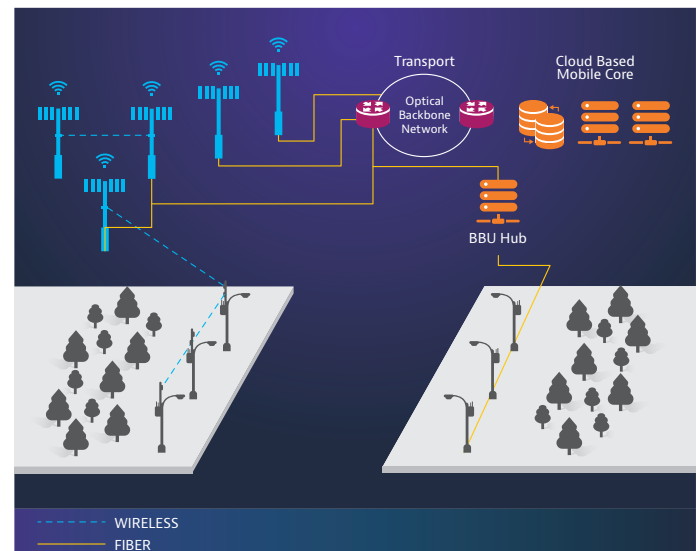 Transport
Cloud Based
Mobile Core
Optical
Backbone
Network
BBU Hub
WIRELESS
FIBER